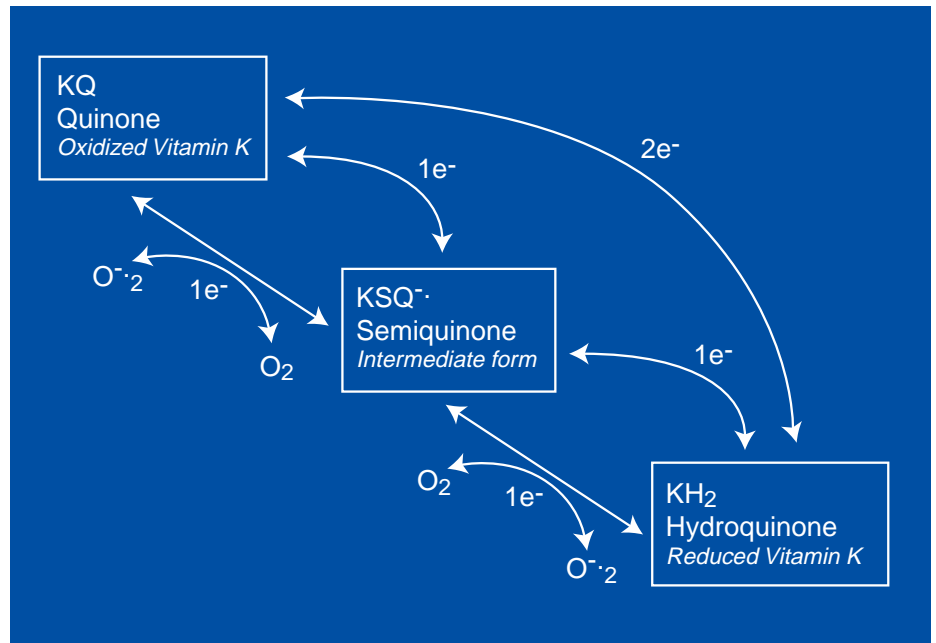 KQ
Quinone
Oxidized Vitamin K
2e⁻
1e⁻
O⁻·₂
1e⁻
O₂
KSQ⁻·
Semiquinone
Intermediate form
1e⁻
O₂
1e⁻
O⁻·₂
KH₂
Hydroquinone
Reduced Vitamin K